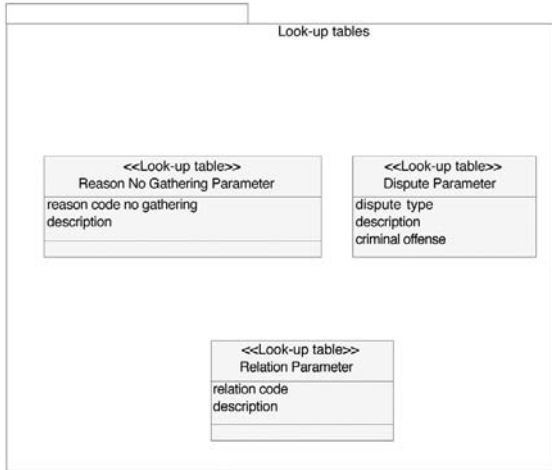 Look-up tables
<<Look-up table>>
Reason No Gathering Parameter
reason code no gathering
description
<<Look-up table>>
Dispute Parameter
dispute type
description
criminal offense
<<Look-up table>>
Relation Parameter
relation code
description